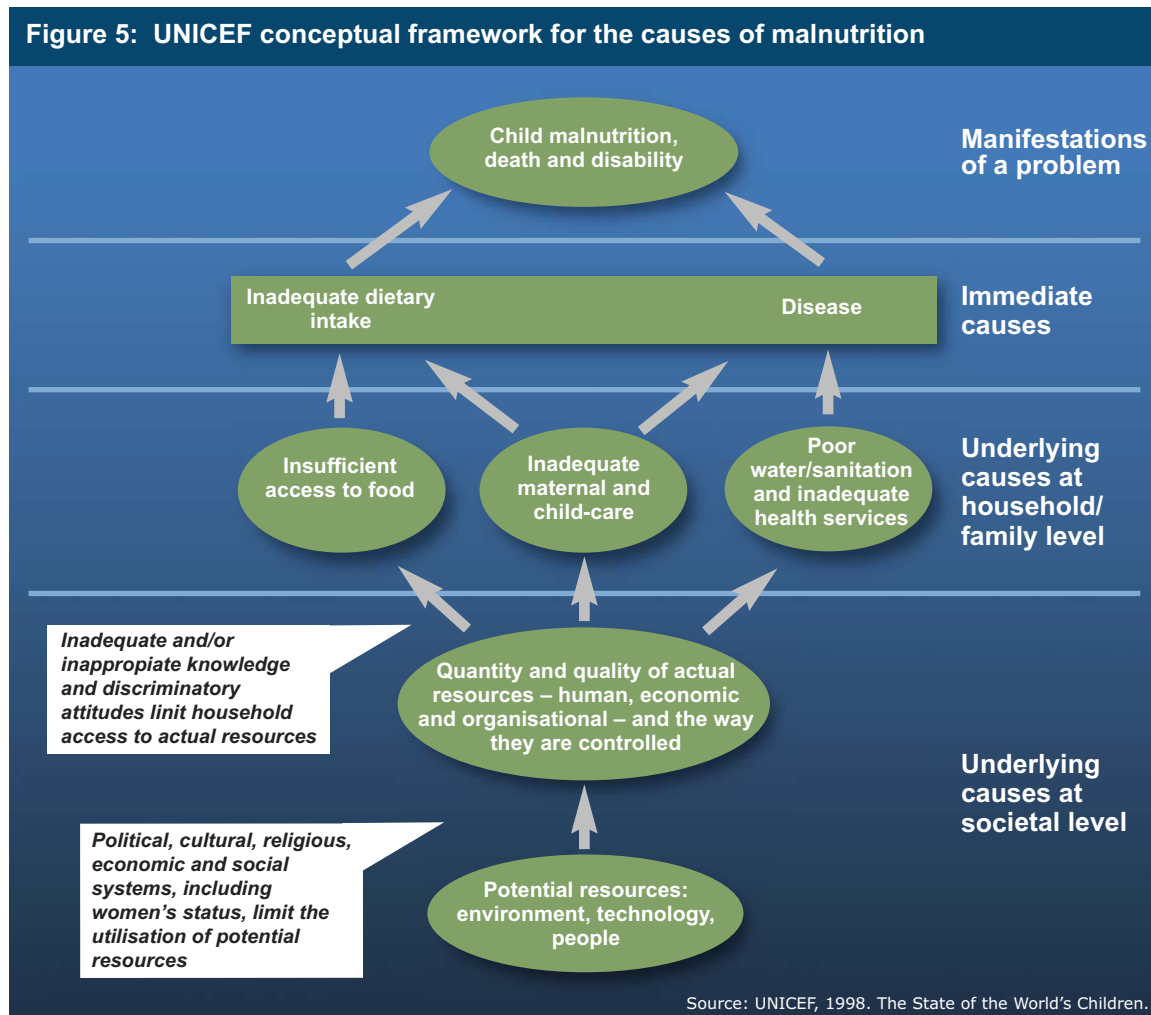 Figure 5: UNICEF conceptual framework for the causes of malnutrition
Child malnutrition,
death and disability
Manifestations
of a problem
Inadequate dietary
intake
Disease
Immediate
causes
Insufficient
access to food
Inadequate
maternal and
child-care
Poor
water/sanitation
and inadequate
health services
Underlying
causes at
household/
family level
Inadequate and/or
inappropiate knowledge
and discriminatory
attitudes linit household
access to actual resources
Quantity and quality of actual
resources – human, economic
and organisational – and the way
they are controlled
Underlying
causes at
societal level
Political, cultural, religious,
economic and social
systems, including
women’s status, limit the
utilisation of potential
resources
Potential resources:
environment, technology,
people
Source: UNICEF, 1998. The State of the World’s Children.